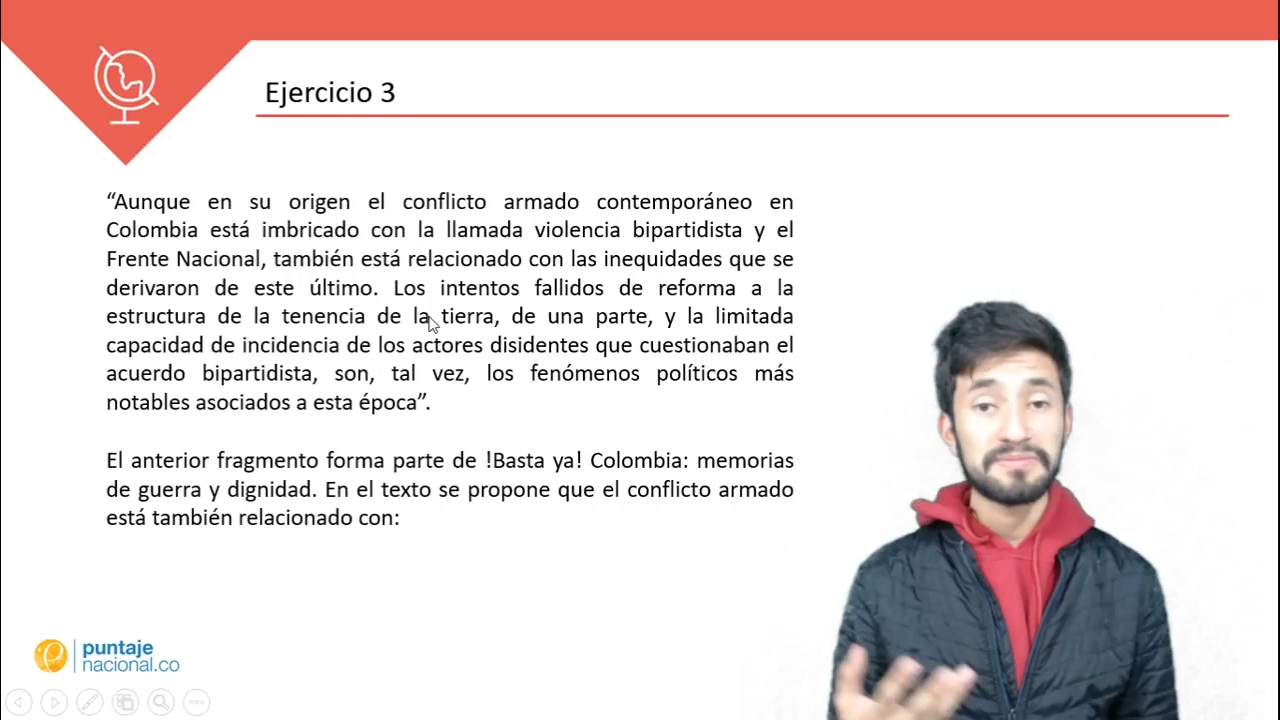 Ejercicio 3
“Aunque en su origen el conflicto armado contemporáneo en
Colombia está imbricado con la llamada violencia bipartidista y el
Frente Nacional, también está relacionado con las inequidades que se
derivaron de este último. Los intentos fallidos de reforma a la
estructura de la tenencia de la tierra, de una parte, y la limitada
capacidad de incidencia de los actores disidentes que cuestionaban el
acuerdo bipartidista, son, tal vez, los fenómenos políticos más
notables asociados a esta época”.
El anterior fragmento forma parte de !Basta ya! Colombia: memorias
de guerra y dignidad. En el texto se propone que el conflicto armado
está también relacionado con:
puntaje
nacional.co